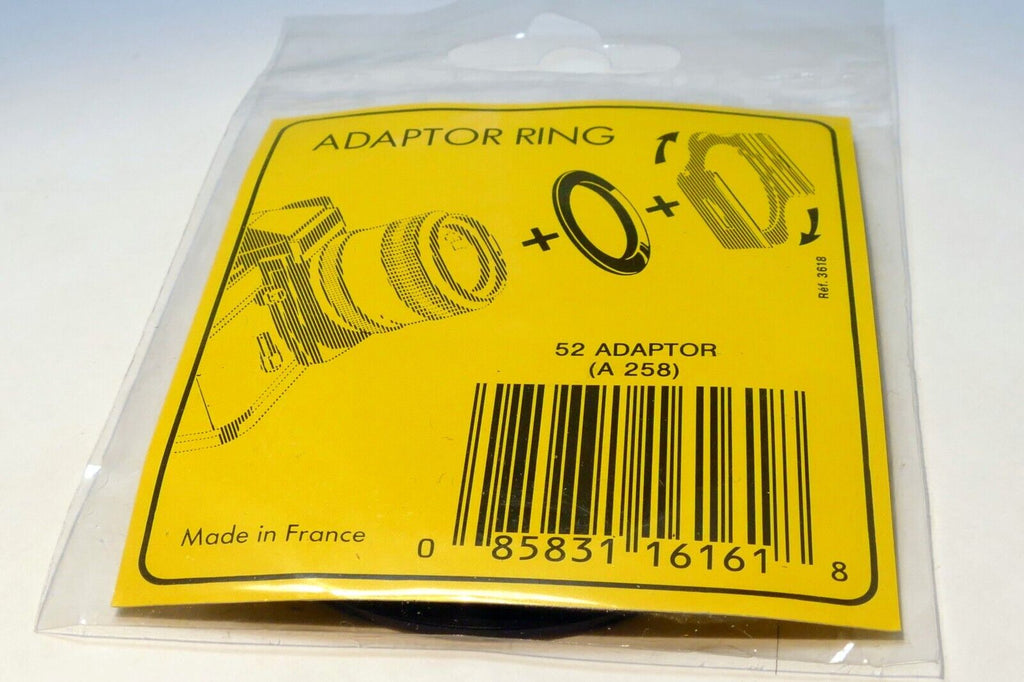 ADAPTOR RING
+
+
Réf. 3618
52 ADAPTOR
(A 258)
Made in France
0 85831 16161 8